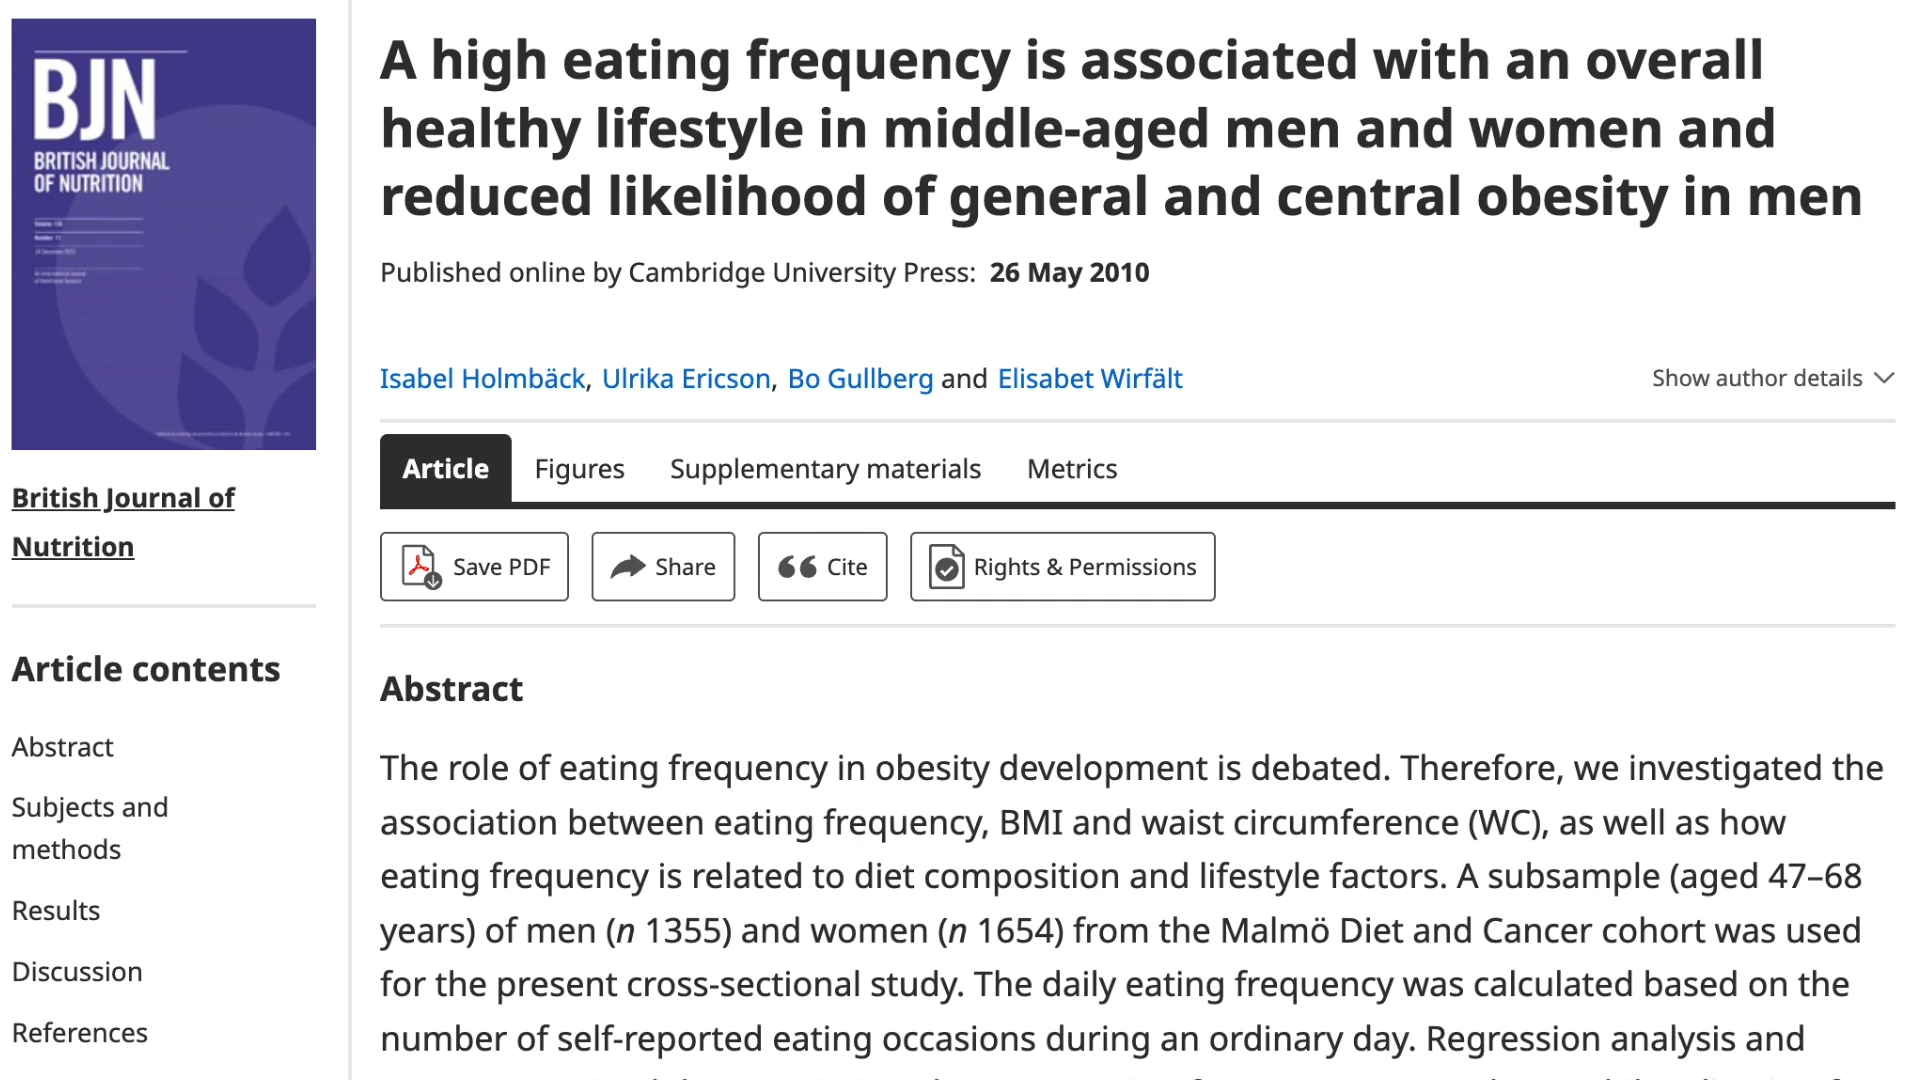 BJN
BRITISH JOURNAL
OF NUTRITION
British Journal of
Nutrition
Article contents
Abstract
Subjects and
methods
Results
Discussion
References
A high eating frequency is associated with an overall
healthy lifestyle in middle-aged men and women and
reduced likelihood of general and central obesity in men
Published online by Cambridge University Press: 26 May 2010
Isabel Holmbäck, Ulrika Ericson, Bo Gullberg and Elisabet Wirfält
Show author details
Article Figures Supplementary materials Metrics
Save PDF Share Cite Rights & Permissions
Abstract
The role of eating frequency in obesity development is debated. Therefore, we investigated the
association between eating frequency, BMI and waist circumference (WC), as well as how
eating frequency is related to diet composition and lifestyle factors. A subsample (aged 47–68
years) of men (n 1355) and women (n 1654) from the Malmö Diet and Cancer cohort was used
for the present cross-sectional study. The daily eating frequency was calculated based on the
number of self-reported eating occasions during an ordinary day. Regression analysis and